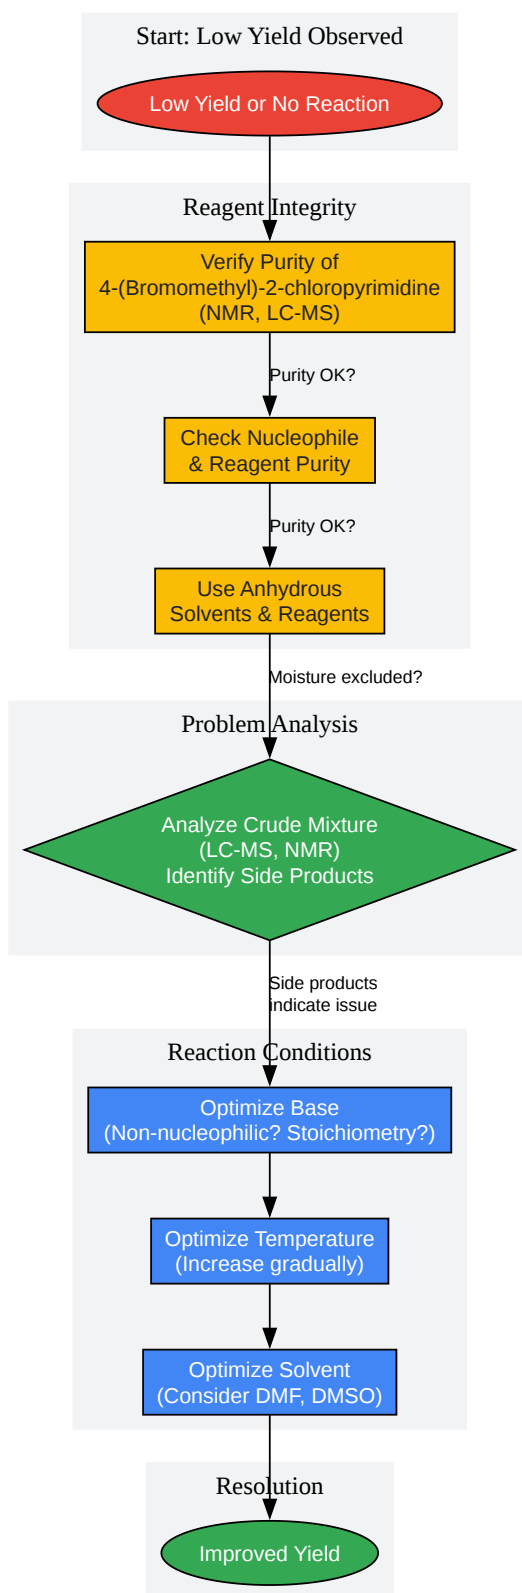 Start: Low Yield Observed
Low Yield or No Reaction
Reagent Integrity
Verify Purity of
4-(Bromomethyl)-2-chloropyrimidine
(NMR, LC-MS)
Purity OK?
Check Nucleophile
& Reagent Purity
Purity OK?
Use Anhydrous
Solvents & Reagents
Moisture excluded?
Problem Analysis
Analyze Crude Mixture
(LC-MS, NMR)
Identify Side Products
Side products
indicate issue
Reaction Conditions
Optimize Base
(Non-nucleophilic? Stoichiometry?)
Optimize Temperature
(Increase gradually)
Optimize Solvent
(Consider DMF, DMSO)
Resolution
Improved Yield